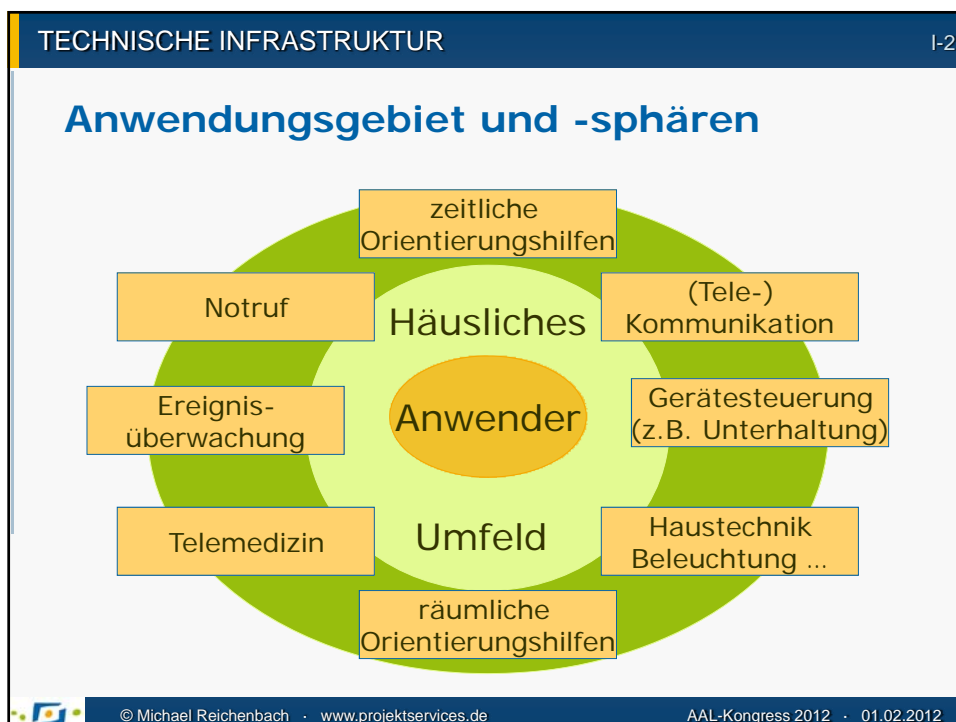 TECHNISCHE INFRASTRUKTUR I-2
Anwendungsgebiet und -sphären
zeitliche
Orientierungshilfen
Notruf
(Tele-)
Kommunikation
Häusliches
Ereignis-
überwachung
Anwender
Gerätesteuerung
(z.B. Unterhaltung)
Telemedizin
Umfeld
Haustechnik
Beleuchtung ...
räumliche
Orientierungshilfen
© Michael Reichenbach · www.projektservices.de AAL-Kongress 2012 · 01.02.2012